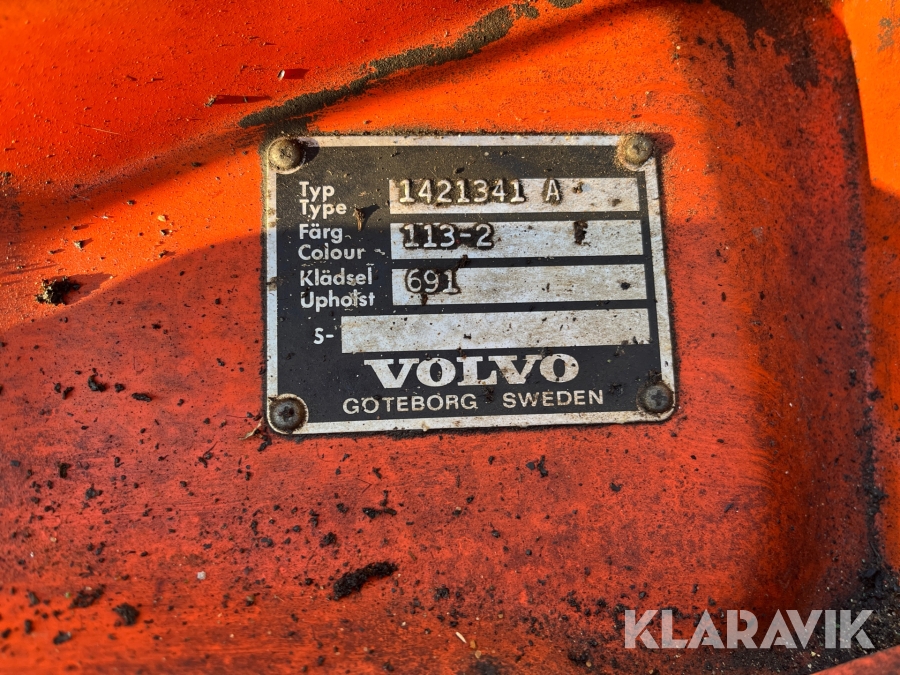 Typ
Type
1421341 A
Färg
Colour
113-2
Klädsel
Upholst
691
S-
VOLVO
GÖTEBORG SWEDEN
KLARAVIK